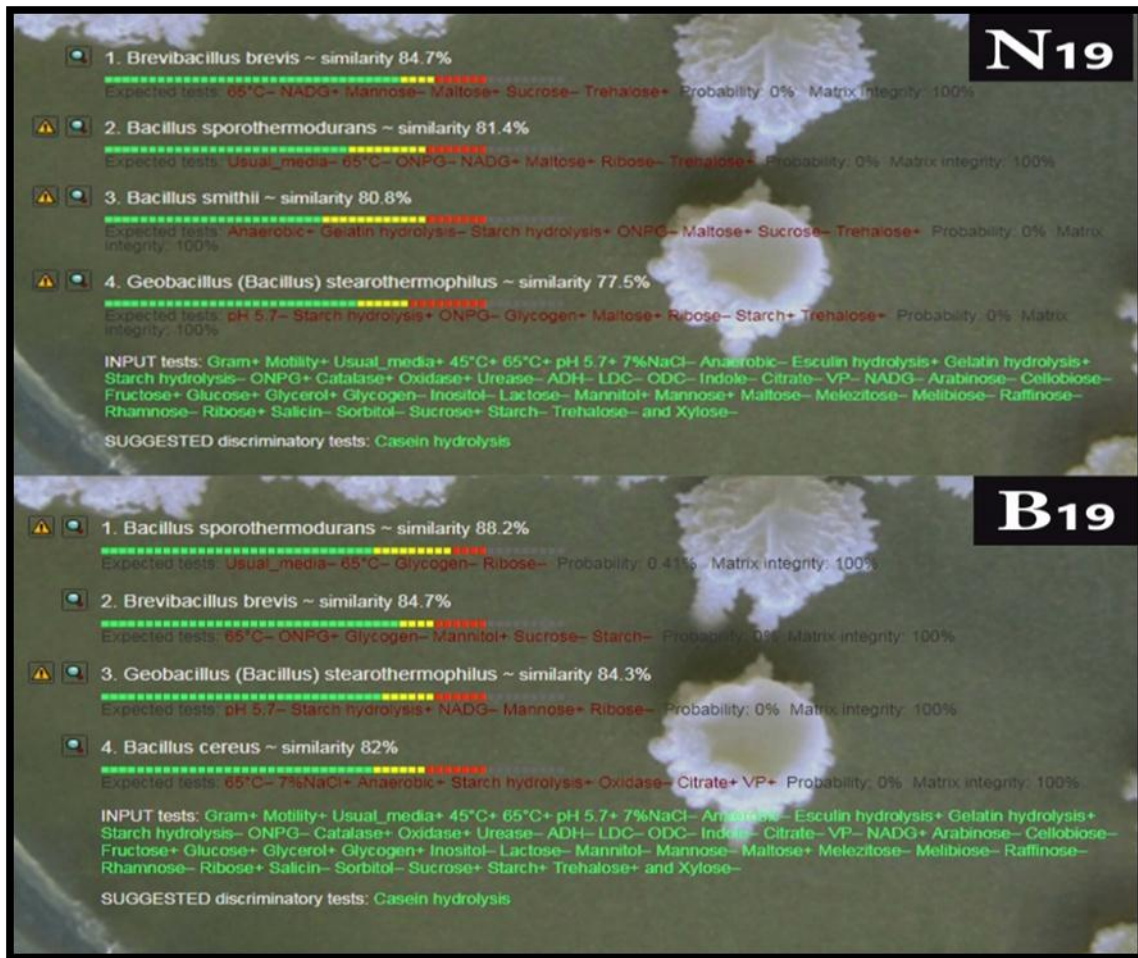 N19
1. Brevibacillus brevis ~ similarity 84.7%
Expected tests: 65°C– NADG+ Mannose– Maltose+ Sucrose– Trehalose+ Probability: 0% Matrix integrity: 100%
2. Bacillus sporothermodurans ~ similarity 81.4%
Expected tests: Usual_media– 65°C– ONPG– NADG+ Maltose+ Ribose– Trehalose+ Probability: 0% Matrix integrity: 100%
3. Bacillus smithii ~ similarity 80.8%
Expected tests: Anaerobic+ Gelatin hydrolysis– Starch hydrolysis+ ONPG– Maltose+ Sucrose– Trehalose+ Probability: 0% Matrix
integrity: 100%
4. Geobacillus (Bacillus) stearothermophilus ~ similarity 77.5%
Expected tests: pH 5.7– Starch hydrolysis+ ONPG– Glycogen+ Maltose+ Ribose– Starch+ Trehalose+ Probability: 0% Matrix
integrity: 100%
INPUT tests: Gram+ Motility+ Usual_media+ 45°C+ 65°C+ pH 5.7+ 7%NaCl– Anaerobic– Esculin hydrolysis+ Gelatin hydrolysis+
Starch hydrolysis– ONPG+ Catalase+ Oxidase+ Urease– ADH– LDC– ODC– Indole– Citrate– VP– NADG– Arabinose– Cellobiose–
Fructose+ Glucose+ Glycerol+ Glycogen– Inositol– Lactose– Mannitol+ Mannose+ Maltose– Melezitose– Melibiose– Raffinose–
Rhamnose– Ribose+ Salicin– Sorbitol– Sucrose+ Starch– Trehalose– and Xylose–
SUGGESTED discriminatory tests: Casein hydrolysis
B19
1. Bacillus sporothermodurans ~ similarity 88.2%
Expected tests: Usual_media– 65°C– Glycogen– Ribose– Probability: 0.41% Matrix integrity: 100%
2. Brevibacillus brevis ~ similarity 84.7%
Expected tests: 65°C– ONPG+ Glycogen– Mannitol+ Sucrose– Starch– Probability: 0% Matrix integrity: 100%
3. Geobacillus (Bacillus) stearothermophilus ~ similarity 84.3%
Expected tests: pH 5.7– Starch hydrolysis+ NADG– Mannose+ Ribose– Probability: 0% Matrix integrity: 100%
4. Bacillus cereus ~ similarity 82%
Expected tests: 65°C– 7%NaCl+ Anaerobic+ Starch hydrolysis+ Oxidase– Citrate+ VP+ Probability: 0% Matrix integrity: 100%
INPUT tests: Gram+ Motility+ Usual_media+ 45°C+ 65°C+ pH 5.7+ 7%NaCl– Anaerobic– Esculin hydrolysis+ Gelatin hydrolysis+
Starch hydrolysis– ONPG– Catalase+ Oxidase+ Urease– ADH– LDC– ODC– Indole– Citrate– VP– NADG+ Arabinose– Cellobiose–
Fructose+ Glucose+ Glycerol+ Glycogen+ Inositol– Lactose– Mannitol– Mannose– Maltose+ Melezitose– Melibiose– Raffinose–
Rhamnose– Ribose+ Salicin– Sorbitol– Sucrose+ Starch+ Trehalose+ and Xylose–
SUGGESTED discriminatory tests: Casein hydrolysis